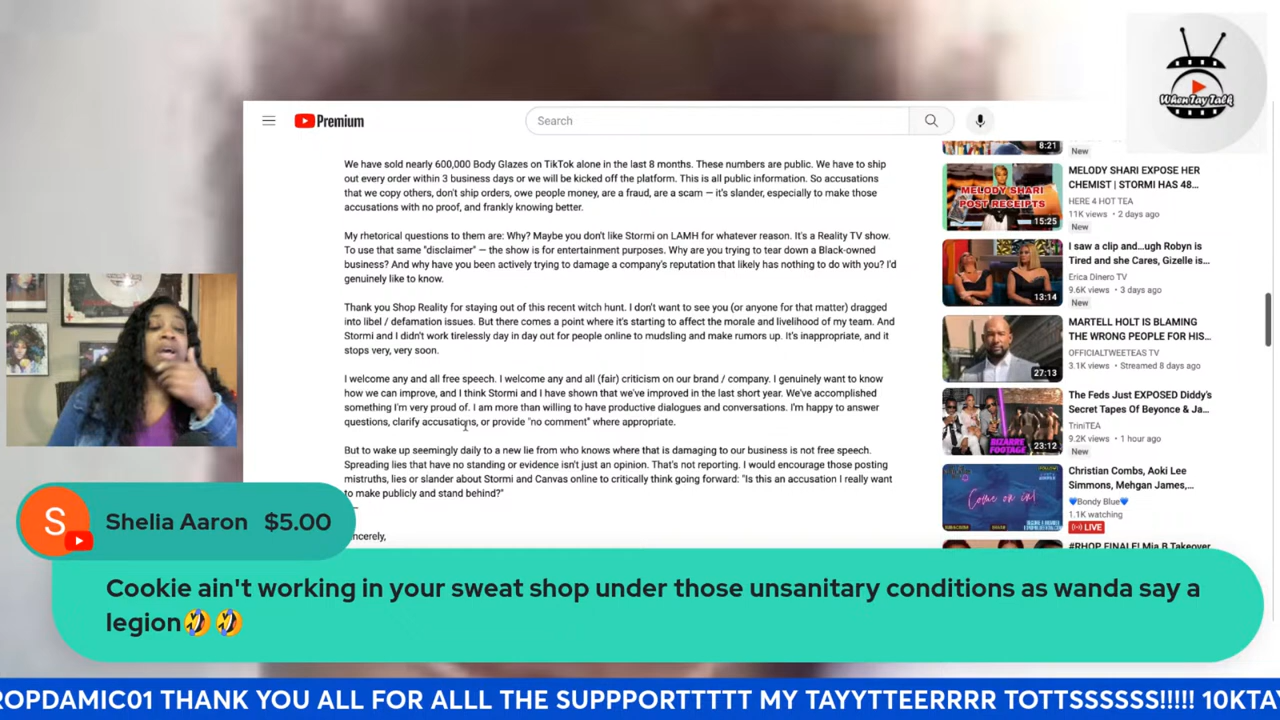 WhenTayTalk
Premium
Search
We have sold nearly 600,000 Body Glazes on TikTok alone in the last 8 months. These numbers are public. We have to ship
out every order within 3 business days or we will be kicked off the platform. This is all public information. So accusations
that we copy others, don't ship orders, owe people money, are a fraud, are a scam — it's slander, especially to make those
accusations with no proof, and frankly knowing better.
My rhetorical questions to them are: Why? Maybe you don't like Stormi on LAMH for whatever reason. It's a Reality TV show.
To use that same "disclaimer" — the show is for entertainment purposes. Why are you trying to tear down a Black-owned
business? And why have you been actively trying to damage a company's reputation that likely has nothing to do with you? I'd
genuinely like to know.
Thank you Shop Reality for staying out of this recent witch hunt. I don't want to see you (or anyone for that matter) dragged
into libel / defamation issues. But there comes a point where it's starting to affect the morale and livelihood of my team. And
Stormi and I didn't work tirelessly day in day out for people online to mudsling and make rumors up. It's inappropriate, and it
stops very, very soon.
I welcome any and all free speech. I welcome any and all (fair) criticism on our brand / company. I genuinely want to know
how we can improve, and I think Stormi and I have shown that we've improved in the last short year. We've accomplished
something I'm very proud of. I am more than willing to have productive dialogues and conversations. I'm happy to answer
questions, clarify accusations, or provide "no comment" where appropriate.
But to wake up seemingly daily to a new lie from who knows where that is damaging to our business is not free speech.
Spreading lies that have no standing or evidence isn't just an opinion. That's not reporting. I would encourage those posting
mistruths, lies or slander about Stormi and Canvas online to critically think going forward: "Is this an accusation I really want
to make publicly and stand behind?"
incerely,
8:21
New
MELODY SHARI
POST RECEIPTS
15:25
MELODY SHARI EXPOSE HER
CHEMIST | STORMI HAS 48...
HERE 4 HOT TEA
11K views • 2 days ago
New
13:14
I saw a clip and...ugh Robyn is
Tired and she Cares, Gizelle is...
Erica Dinero TV
9.6K views • 3 days ago
New
27:13
MARTELL HOLT IS BLAMING
THE WRONG PEOPLE FOR HIS...
OFFICIALTWEETEAS TV
3.1K views • Streamed 8 days ago
BIZARRE
FOOTAGE
23:12
The Feds Just EXPOSED Diddy's
Secret Tapes Of Beyonce & Ja...
TriniTEA
9.2K views • 1 hour ago
New
Come on in!
Christian Combs, Aoki Lee
Simmons, Mehgan James,...
💙Bondy Blue💙
1.1K watching
LIVE
#RHOP FINALE! Mia B Takeover
S
Shelia Aaron $5.00
Cookie ain't working in your sweat shop under those unsanitary conditions as wanda say a
legion🤣🤣
ROPDAMIC01 THANK YOU ALL FOR ALLL THE SUPPPORTTTTT MY TAYYTTEERRRR TOTTSSSSSS!!!!! 10KTA